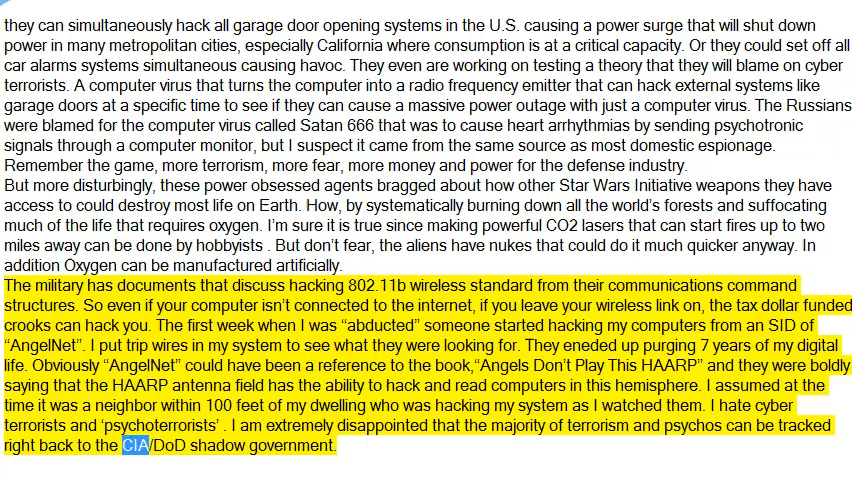 they can simultaneously hack all garage door opening systems in the U.S. causing a power surge that will shut down
power in many metropolitan cities, especially California where consumption is at a critical capacity. Or they could set off all
car alarms systems simultaneous causing havoc. They even are working on testing a theory that they will blame on cyber
terrorists. A computer virus that turns the computer into a radio frequency emitter that can hack external systems like
garage doors at a specific time to see if they can cause a massive power outage with just a computer virus. The Russians
were blamed for the computer virus called Satan 666 that was to cause heart arrhythmias by sending psychotronic
signals through a computer monitor, but I suspect it came from the same source as most domestic espionage.
Remember the game, more terrorism, more fear, more money and power for the defense industry.
But more disturbingly, these power obsessed agents bragged about how other Star Wars Initiative weapons they have
access to could destroy most life on Earth. How, by systematically burning down all the world’s forests and suffocating
much of the life that requires oxygen. I’m sure it is true since making powerful CO2 lasers that can start fires up to two
miles away can be done by hobbyists . But don’t fear, the aliens have nukes that could do it much quicker anyway. In
addition Oxygen can be manufactured artificially.
The military has documents that discuss hacking 802.11b wireless standard from their communications command
structures. So even if your computer isn’t connected to the internet, if you leave your wireless link on, the tax dollar funded
crooks can hack you. The first week when I was “abducted” someone started hacking my computers from an SID of
“AngelNet”. I put trip wires in my system to see what they were looking for. They eneded up purging 7 years of my digital
life. Obviously “AngelNet” could have been a reference to the book,“Angels Don’t Play This HAARP” and they were boldly
saying that the HAARP antenna field has the ability to hack and read computers in this hemisphere. I assumed at the
time it was a neighbor within 100 feet of my dwelling who was hacking my system as I watched them. I hate cyber
terrorists and ‘psychoterrorists’ . I am extremely disappointed that the majority of terrorism and psychos can be tracked
right back to the CIA/DoD shadow government.